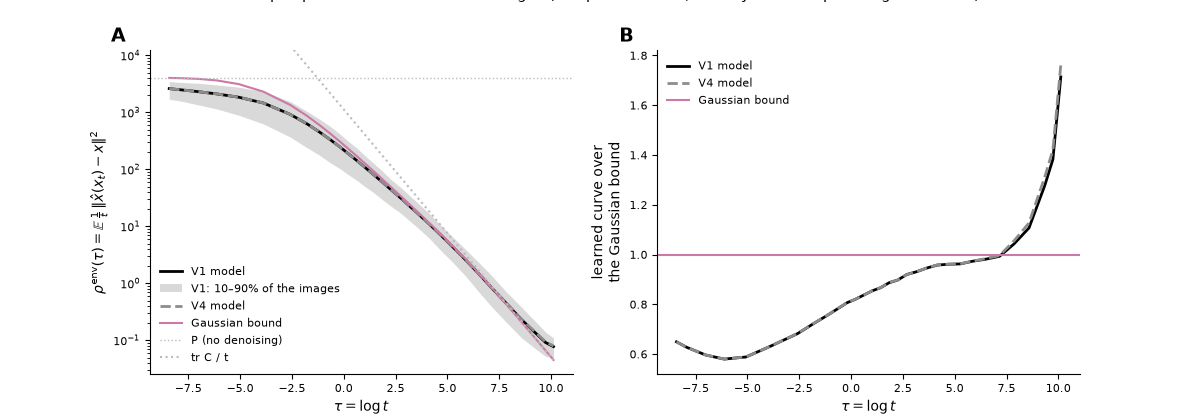 A
B
10⁴
10³
10²
10¹
10⁰
10⁻¹
ρᵉⁿᵛ(τ) = 𝔼 1/t ‖x̂(xₜ) − x‖²
V1 model
V1: 10–90% of the images
V4 model
Gaussian bound
P (no denoising)
tr C / t
−7.5 −5.0 −2.5 0.0 2.5 5.0 7.5 10.0
τ = log t
1.8
1.6
1.4
1.2
1.0
0.8
0.6
learned curve over
the Gaussian bound
V1 model
V4 model
Gaussian bound
−7.5 −5.0 −2.5 0.0 2.5 5.0 7.5 10.0
τ = log t